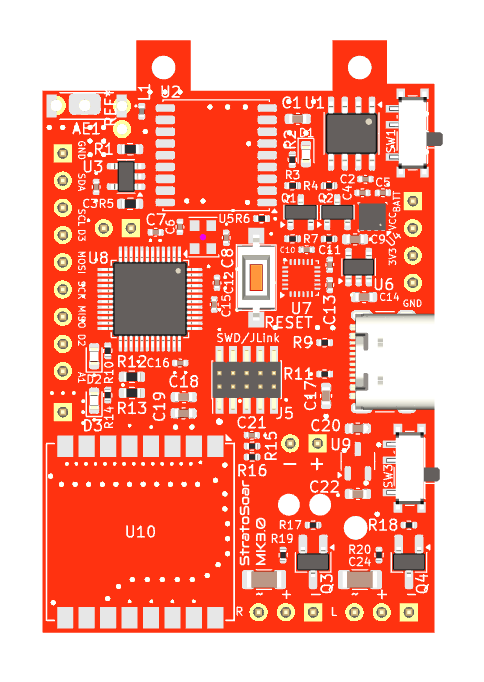 REF
L1
U2
C1
U1
AE1
R2
D1
SW1
GND
R1
U3
R3
C2
SDA
R4
C4
C5
C3
R5
Q1
Q2
BATT
SCL
C7
C6
U5
R6
VCC
D3
R7
C9
3V3
U8
C8
C10
C11
MOSI
C12
C13
U6
SCK
C15
U7
C14
GND
MISO
RESET
D2
SWD/JLink
R9
D2
R10
R12
C16
A1
C18
R11
R14
R13
C19
C17
D3
J5
C21
C20
R15
U9
R16
− +
SW3
C22
U10
StratoSoar
MK3.0
R17
R18
R19
R20
C24
Q3
Q4
~ + −
~ + −
R
L